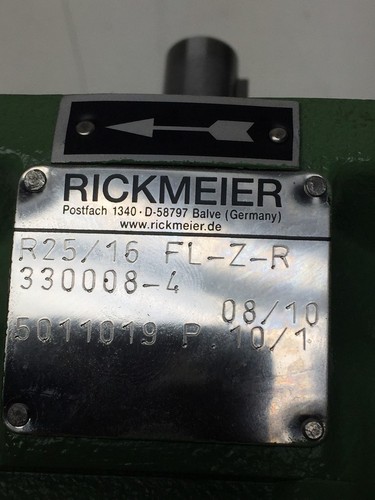 RICKMEIER
Postfach 1340 · D-58797 Balve (Germany)
www.rickmeier.de
R25/16 FL-Z-R
330008-4
08/10
5011019 P 10/1